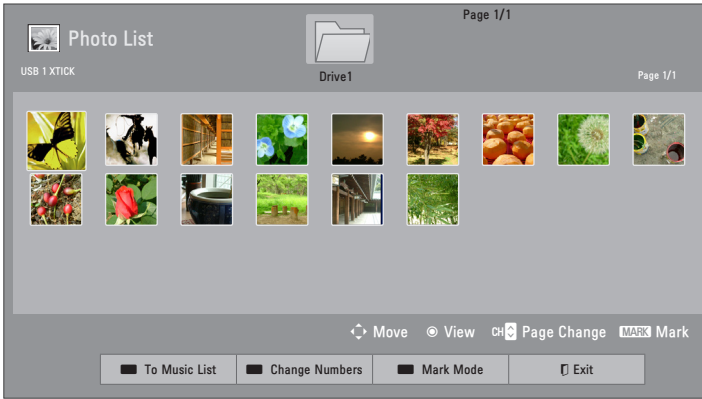 Page 1/1
Photo List
USB 1 XTICK
Drive1
Page 1/1
Move
View
CH
Page Change
MARK
Mark
To Music List
Change Numbers
Mark Mode
Exit